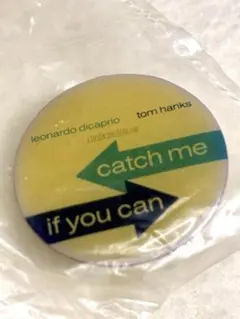 leonardo dicaprio tom hanks
catch me
if you can